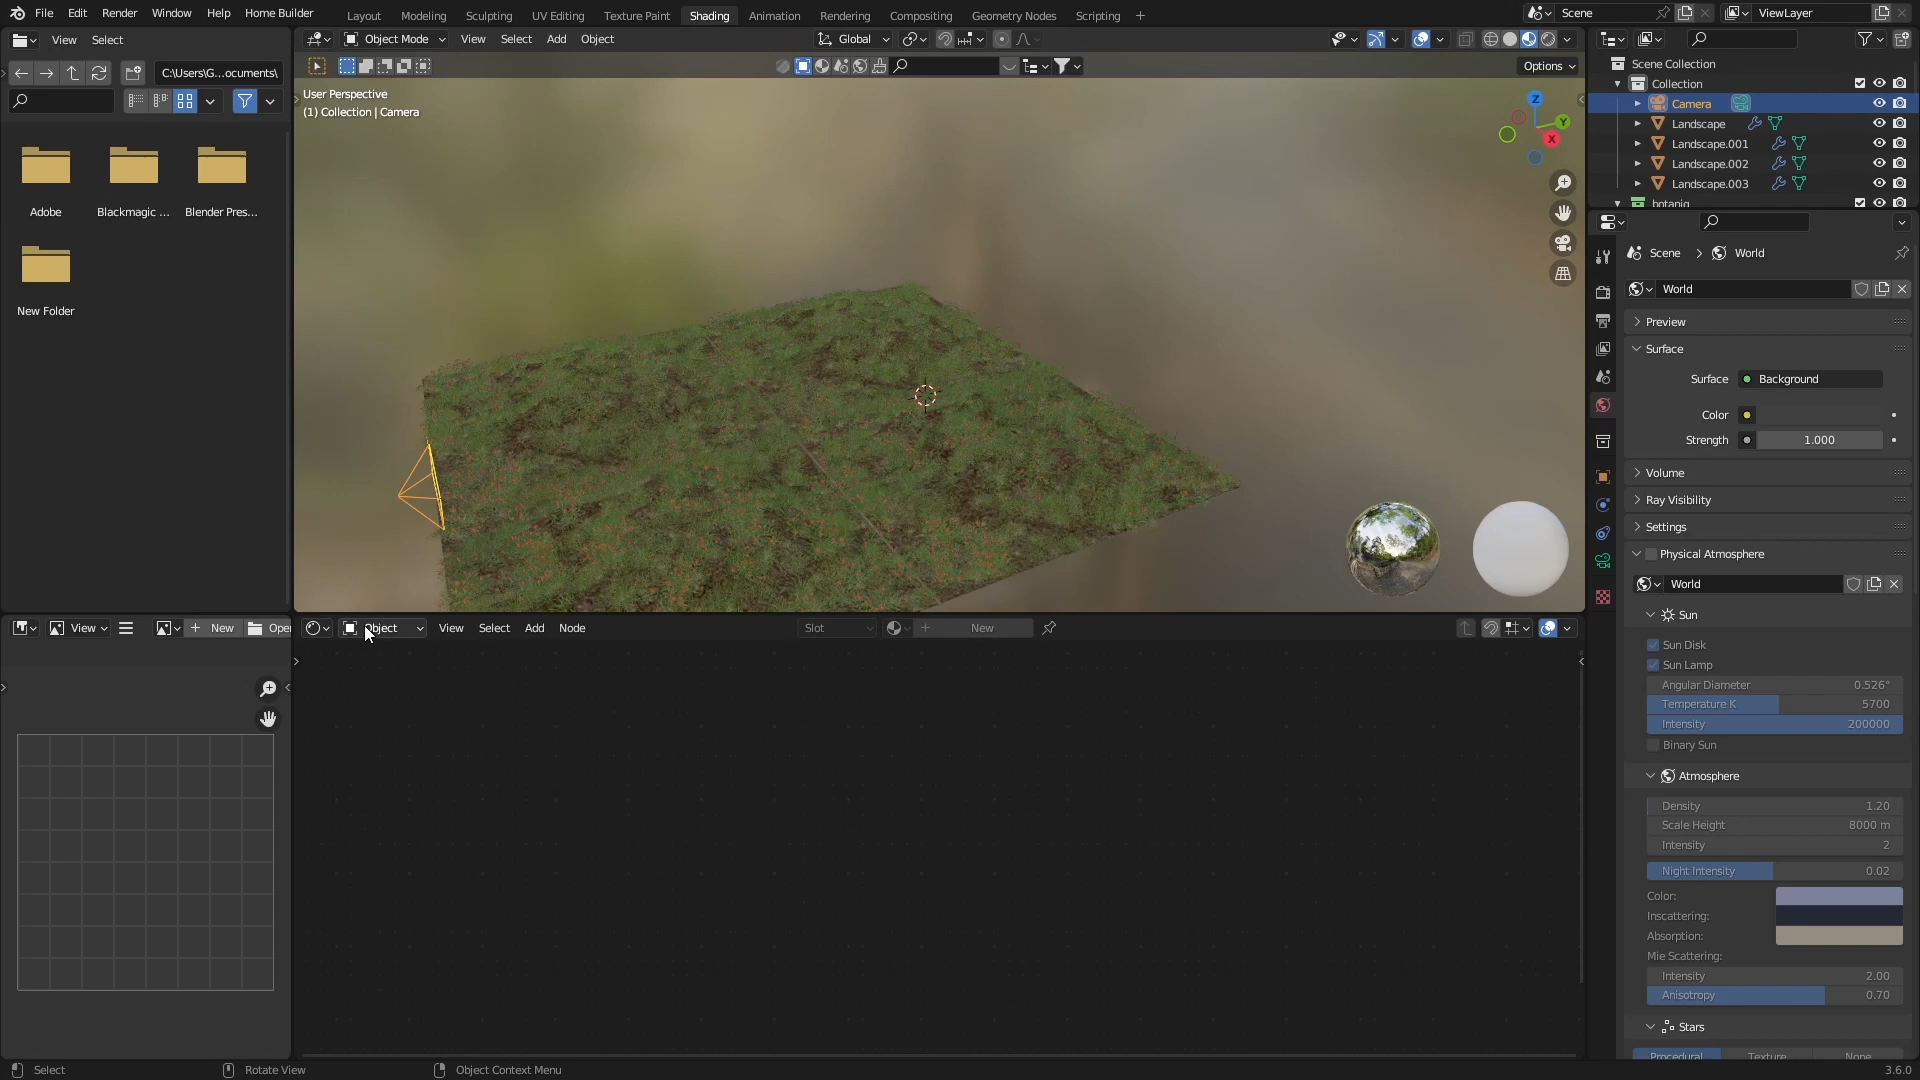 File Edit Render Window Help Home Builder
Layout Modeling Sculpting UV Editing Texture Paint Shading Animation Rendering Compositing Geometry Nodes Scripting +
Scene ViewLayer
View Select
C:\Users\G...ocuments\
Adobe
Blackmagic ...
Blender Pres...
New Folder
Object Mode View Select Add Object
Global
Options
User Perspective
(1) Collection | Camera
Z
Y
X
Scene Collection
Collection
Camera
Landscape
Landscape.001
Landscape.002
Landscape.003
botaniq
Scene > World
World
Preview
Surface
Surface Background
Color
Strength 1.000
Volume
Ray Visibility
Settings
Physical Atmosphere
World
Sun
Sun Disk
Sun Lamp
Angular Diameter 0.526°
Temperature K 5700
Intensity 200000
Binary Sun
Atmosphere
Density 1.20
Scale Height 8000 m
Intensity 2
Night Intensity 0.02
Color:
Inscattering:
Absorption:
Mie Scattering:
Intensity 2.00
Anisotropy 0.70
Stars
Procedural Texture None
View New Open
Object View Select Add Node
Slot New
Select Rotate View Object Context Menu
3.6.0